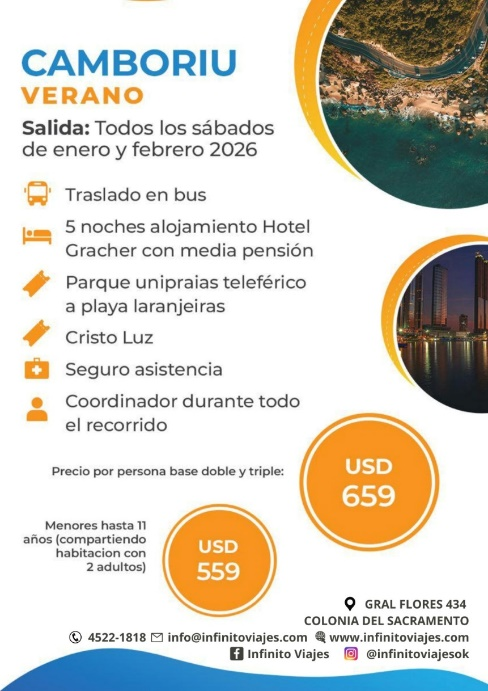 CAMBORIU
VERANO
Salida: Todos los sábados
de enero y febrero 2026
Traslado en bus
5 noches alojamiento Hotel
Gracher con media pensión
Parque unipraias teleférico
a playa laranjeiras
Cristo Luz
Seguro asistencia
Coordinador durante todo
el recorrido
Precio por persona base doble y triple:
USD
659
Menores hasta 11
años (compartiendo
habitacion con
2 adultos)
USD
559
GRAL FLORES 434
COLONIA DEL SACRAMENTO
4522-1818 info@infinitoviajes.com www.infinitoviajes.com
Infinito Viajes @infinitoviajesok